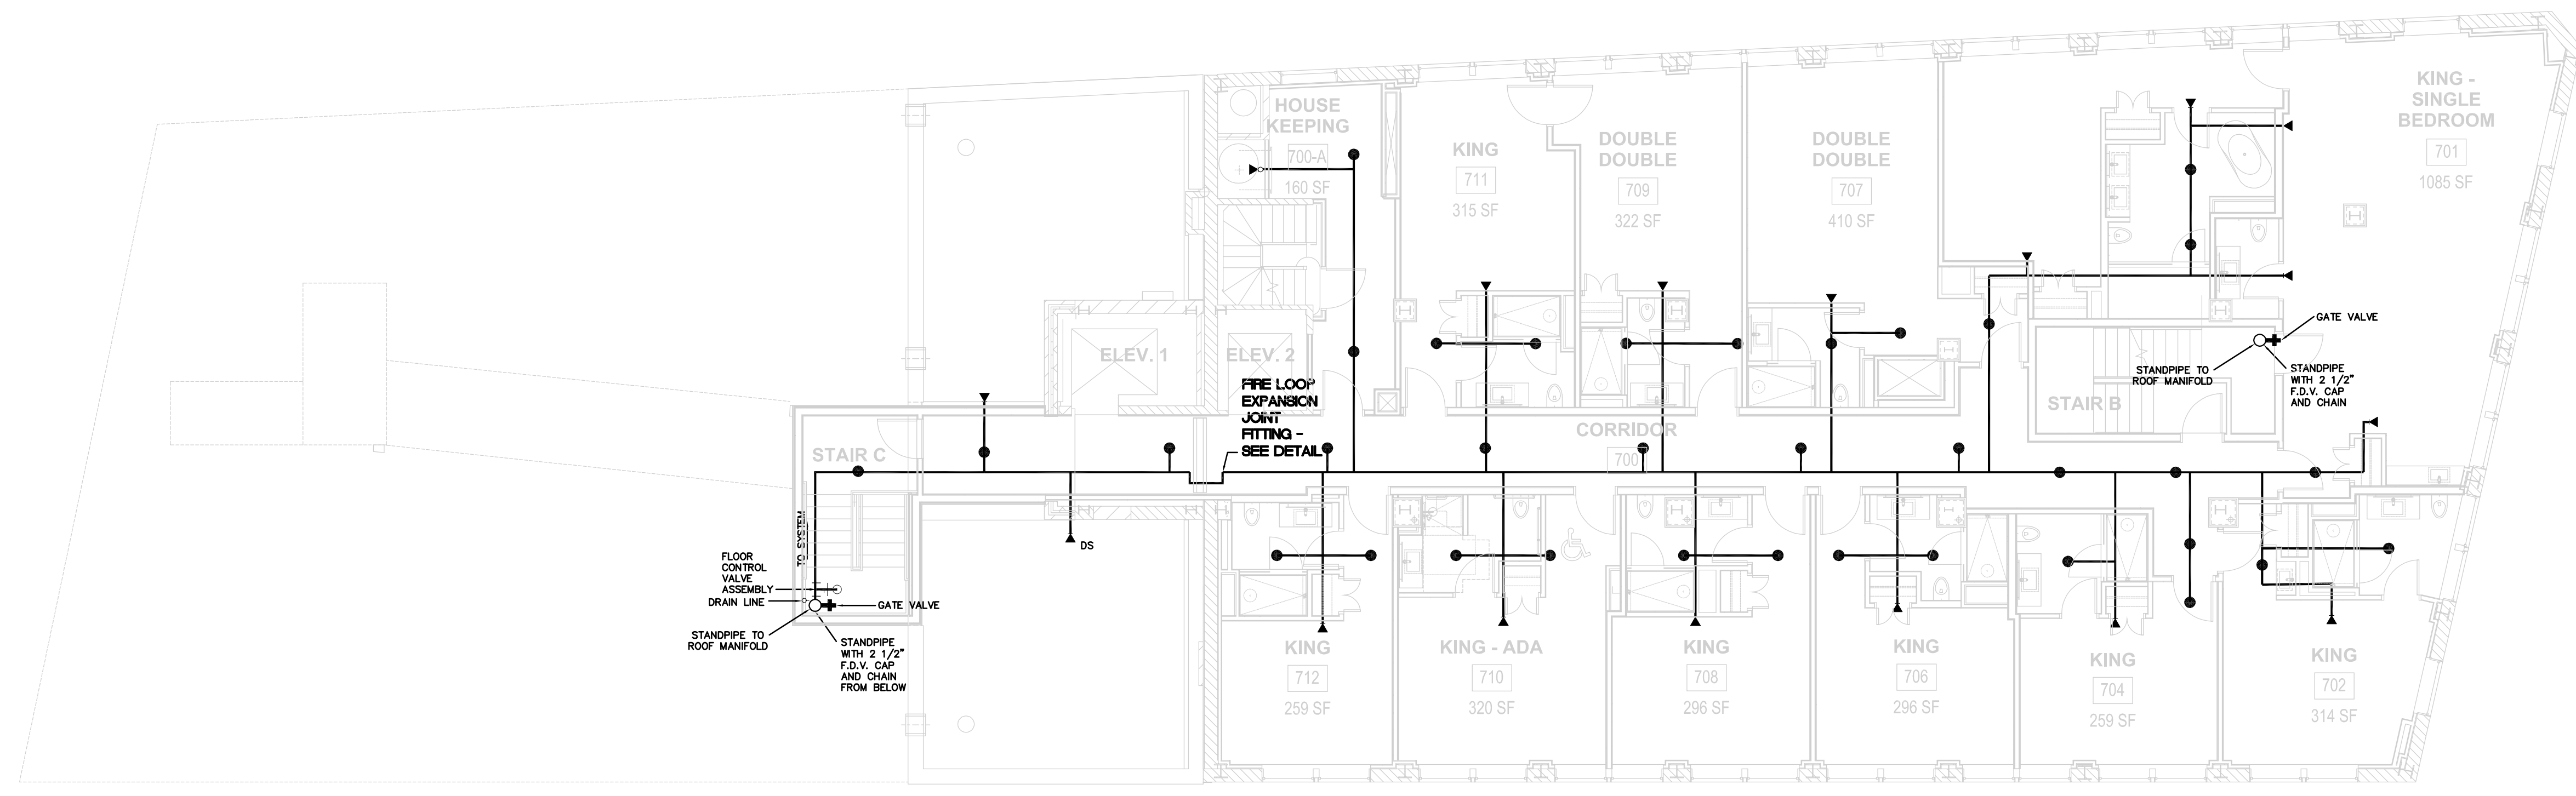 HOUSE
KEEPING
700-A
160 SF
KING
711
315 SF
DOUBLE
DOUBLE
709
322 SF
DOUBLE
DOUBLE
707
410 SF
KING -
SINGLE
BEDROOM
701
1085 SF
GATE VALVE
STANDPIPE TO
ROOF MANIFOLD
STANDPIPE
WITH 2 1/2"
F.D.V. CAP
AND CHAIN
STAIR B
ELEV. 1
ELEV. 2
FIRE LOOP
EXPANSION
JOINT
FITTING -
SEE DETAIL
CORRIDOR
700
STAIR C
TO SYSTEM
DS
FLOOR
CONTROL
VALVE
ASSEMBLY
DRAIN LINE
GATE VALVE
STANDPIPE TO
ROOF MANIFOLD
STANDPIPE
WITH 2 1/2"
F.D.V. CAP
AND CHAIN
FROM BELOW
KING
712
259 SF
KING - ADA
710
320 SF
KING
708
296 SF
KING
706
296 SF
KING
704
259 SF
KING
702
314 SF